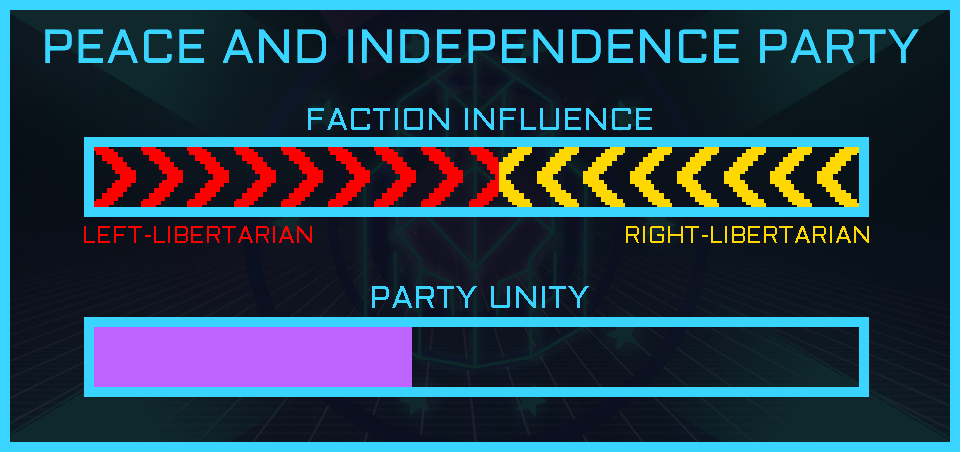 PEACE AND INDEPENDENCE PARTY
FACTION INFLUENCE
LEFT-LIBERTARIAN
RIGHT-LIBERTARIAN
PARTY UNITY